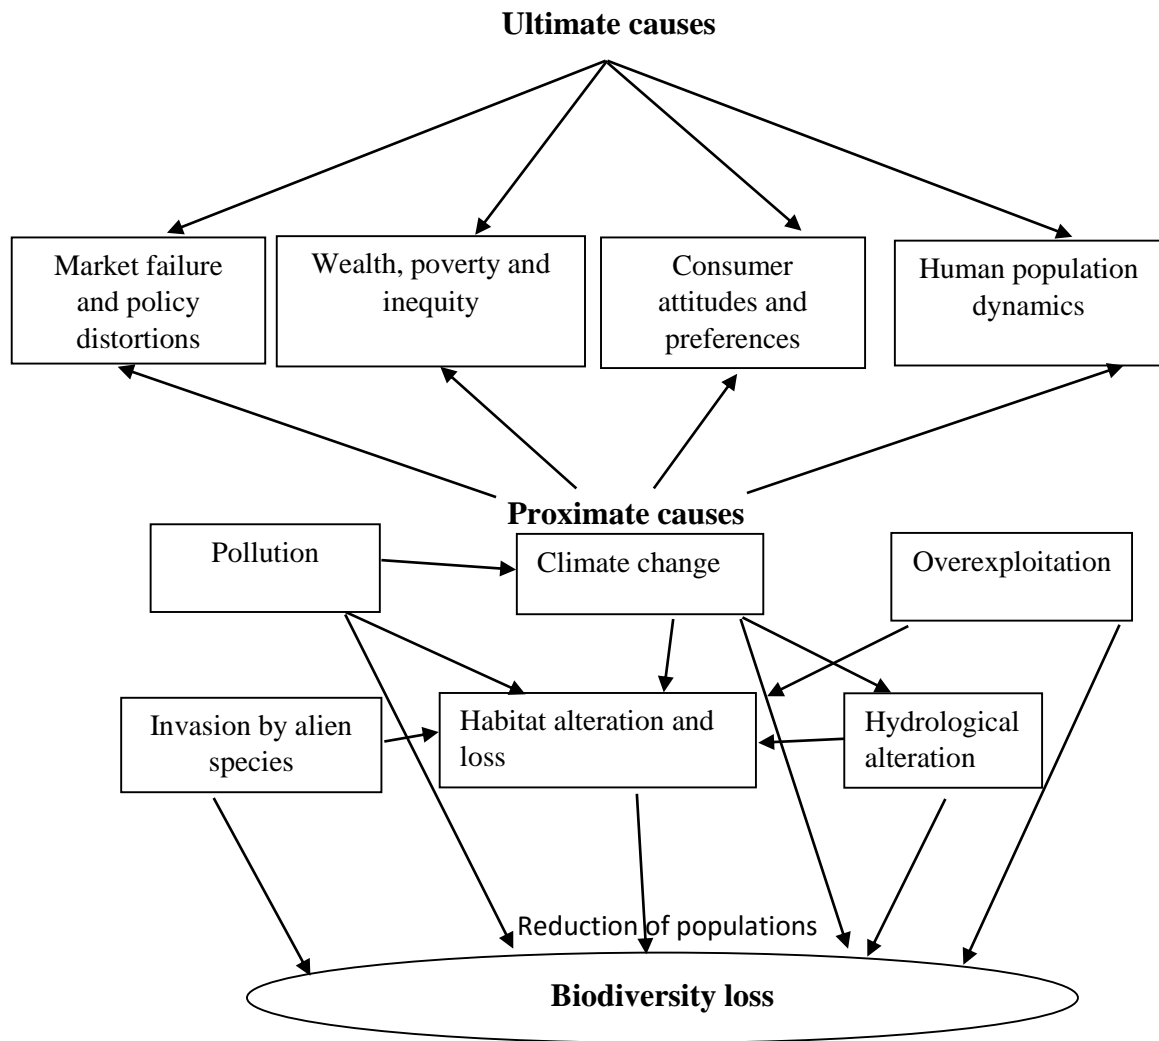 Ultimate causes
Market failure
and policy
distortions
Wealth, poverty and
inequity
Consumer
attitudes and
preferences
Human population
dynamics
Proximate causes
Pollution
Climate change
Overexploitation
Invasion by alien
species
Habitat alteration and
loss
Hydrological
alteration
Reduction of populations
Biodiversity loss